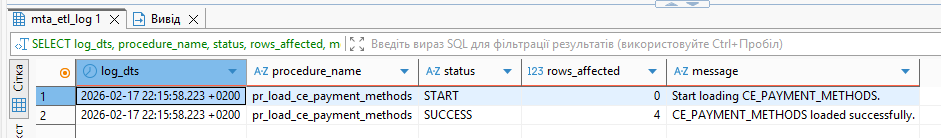 mta_etl_log 1 Вивід
SELECT log_dts, procedure_name, status, rows_affected, m Введіть вираз SQL для фільтрації результатів (використовуйте Ctrl+Пробіл)
Сітка
log_dts A-Z procedure_name A-Z status 123 rows_affected A-Z message
1 2026-02-17 22:15:58.223 +0200 pr_load_ce_payment_methods START 0 Start loading CE_PAYMENT_METHODS.
2 2026-02-17 22:15:58.223 +0200 pr_load_ce_payment_methods SUCCESS 4 CE_PAYMENT_METHODS loaded successfully.